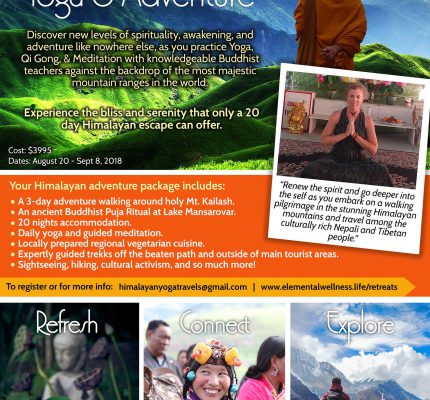 Yoga & Adventure
Discover new levels of spirituality, awakening, and
adventure like nowhere else, as you practice Yoga,
Qi Gong, & Meditation with knowledgeable Buddhist
teachers against the backdrop of the most majestic
mountain ranges in the world.
Experience the bliss and serenity that only a 20
day Himalayan escape can offer.
Cost: $3995
Dates: August 20 - Sept 8, 2018
"Renew the spirit and go deeper into
the self as you embark on a walking
pilgrimage in the stunning Himalayan
mountains and travel among the
culturally rich Nepali and Tibetan
people."
Your Himalayan adventure package includes:
• A 3-day adventure walking around holy Mt. Kailash.
• An ancient Buddhist Puja Ritual at Lake Mansarovar.
• 20 nights accommodation.
• Daily yoga and guided meditation.
• Locally prepared regional vegetarian cuisine.
• Expertly guided treks off the beaten path and outside of main tourist areas.
• Sightseeing, hiking, cultural activism, and so much more!
To register or for more info: himalayanyogatravels@gmail.com | www.elementalwellness.life/retreats
Refresh
Connect
Explore